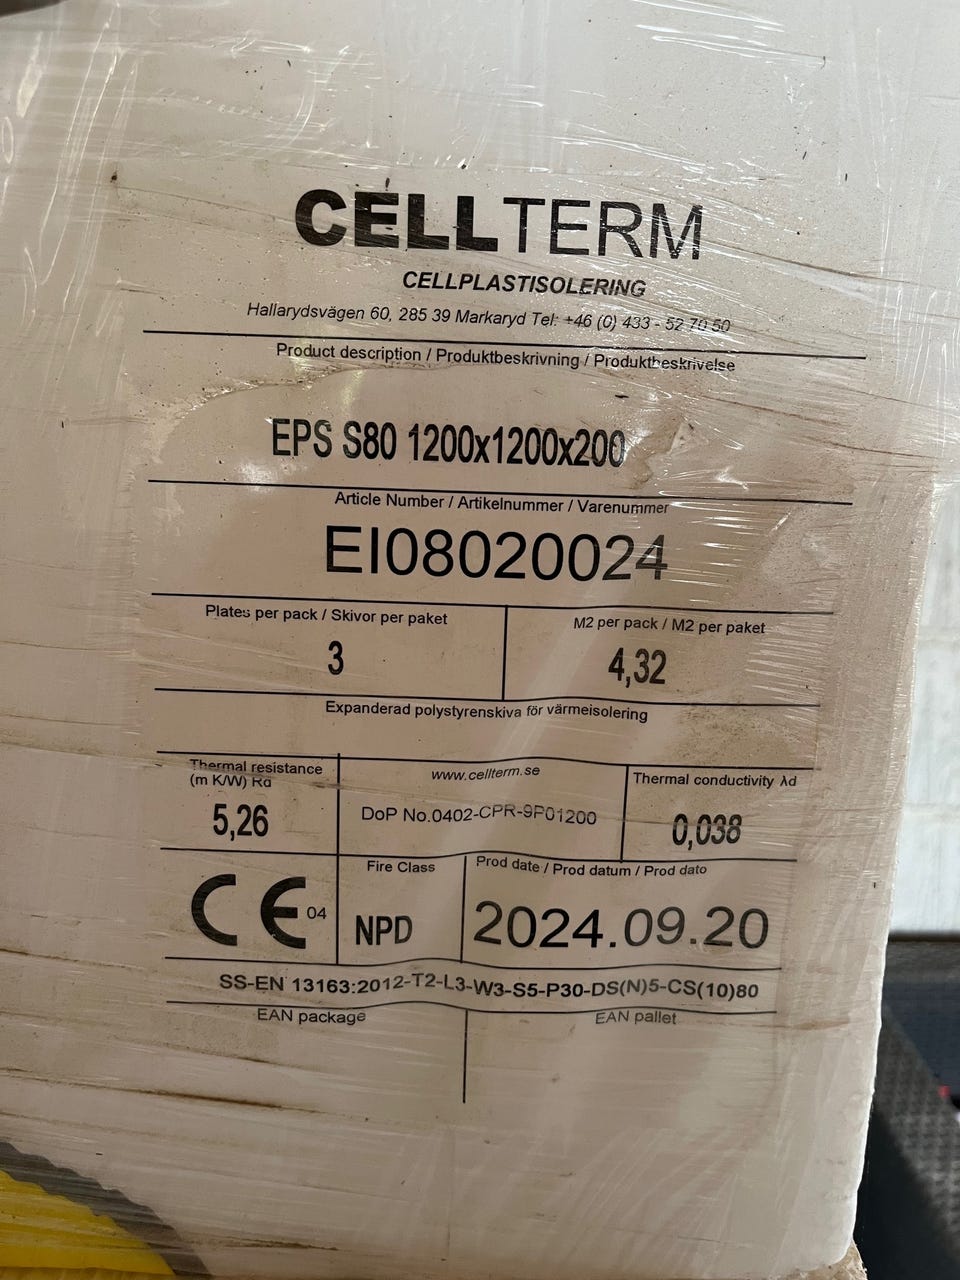 CELLTERM
CELLPLASTISOLERING
Hallarydsvägen 60, 285 39 Markaryd Tel: +46 (0) 433 - 52 70 50
Product description / Produktbeskrivning / Produktbeskrivelse
EPS S80 1200x1200x200
Article Number / Artikelnummer / Varenummer
EI08020024
Plates per pack / Skivor per paket
M2 per pack / M2 per paket
3
4,32
Expanderad polystyrenskiva för värmeisolering
Thermal resistance
(m K/W) Rd
5,26
www.cellterm.se
DoP No.0402-CPR-9P01200
Thermal conductivity λd
0,038
CE 04
Fire Class
NPD
Prod date / Prod datum / Prod dato
2024.09.20
SS-EN 13163:2012-T2-L3-W3-S5-P30-DS(N)5-CS(10)80
EAN package
EAN pallet